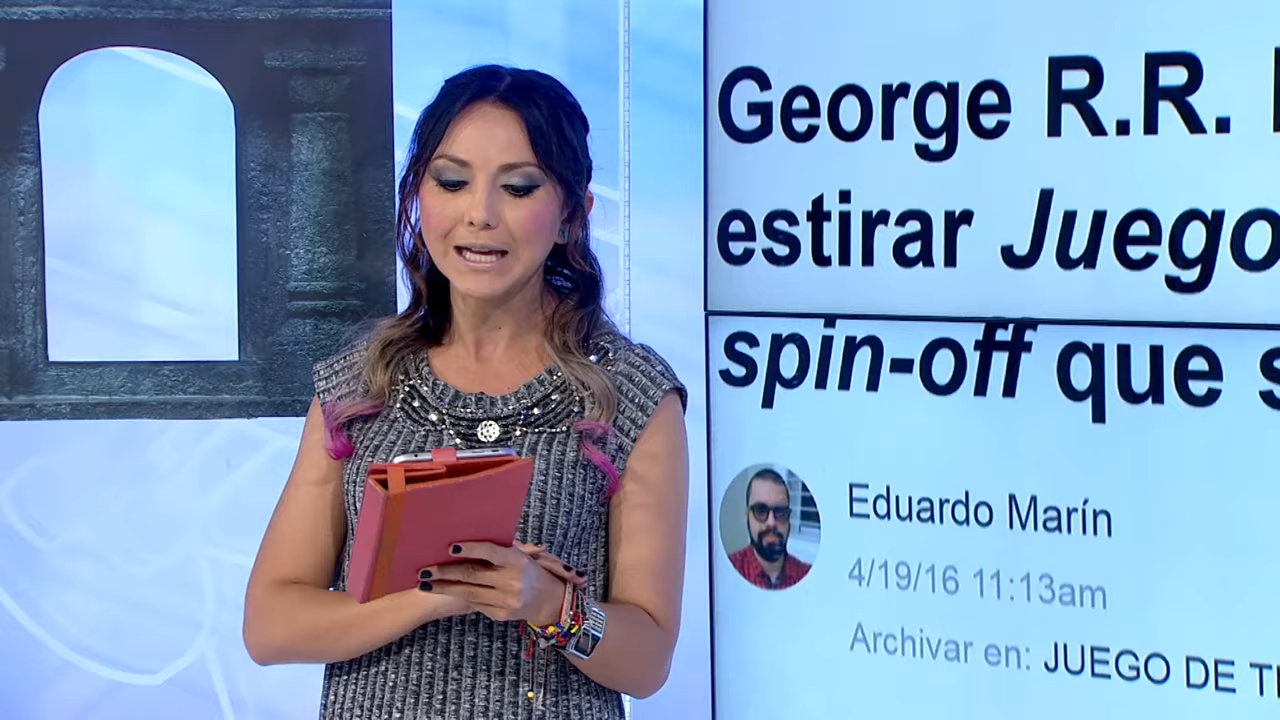 George R.R.
estirar Juego
spin-off que s
Eduardo Marín
4/19/16 11:13am
Archivar en: JUEGO DE T